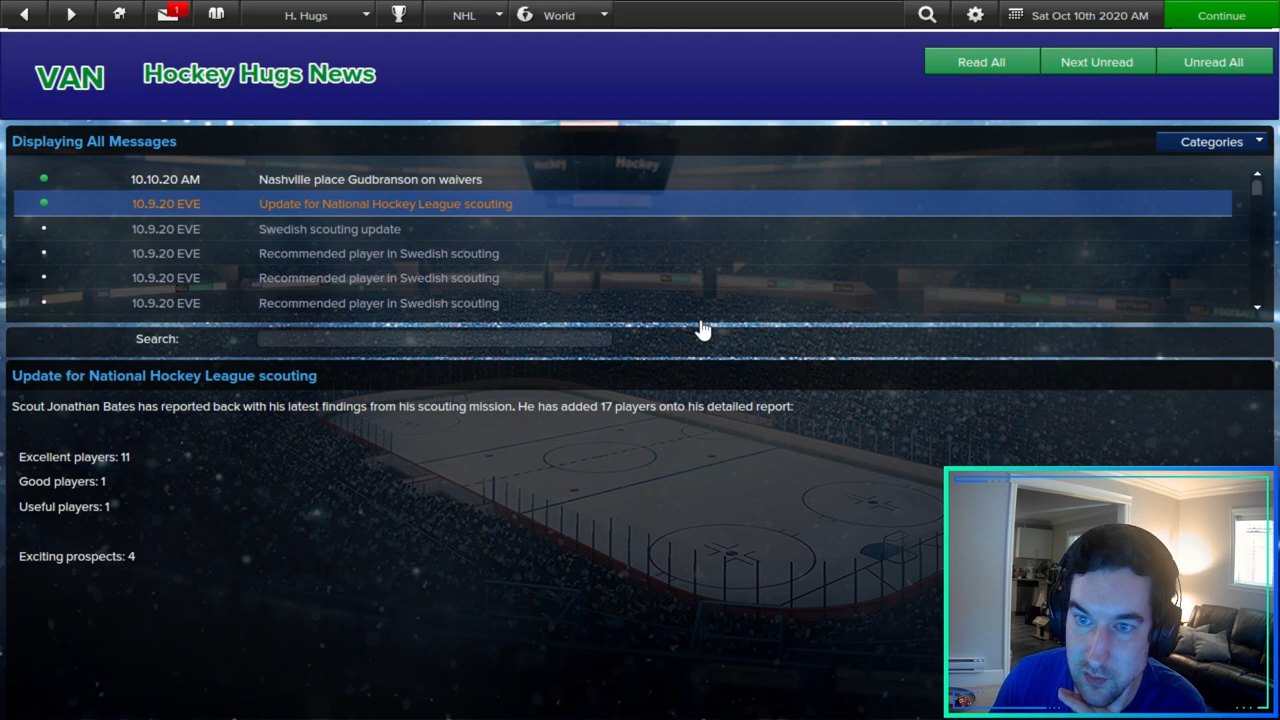 1
H. Hugs
NHL
World
Sat Oct 10th 2020 AM
Continue
VAN
Hockey Hugs News
Read All
Next Unread
Unread All
Displaying All Messages
Categories
Hockey
10.10.20 AM Nashville place Gudbranson on waivers
10.9.20 EVE Update for National Hockey League scouting
10.9.20 EVE Swedish scouting update
10.9.20 EVE Recommended player in Swedish scouting
10.9.20 EVE Recommended player in Swedish scouting
10.9.20 EVE Recommended player in Swedish scouting
Search:
Update for National Hockey League scouting
Scout Jonathan Bates has reported back with his latest findings from his scouting mission. He has added 17 players onto his detailed report:
Excellent players: 11
Good players: 1
Useful players: 1
Exciting prospects: 4